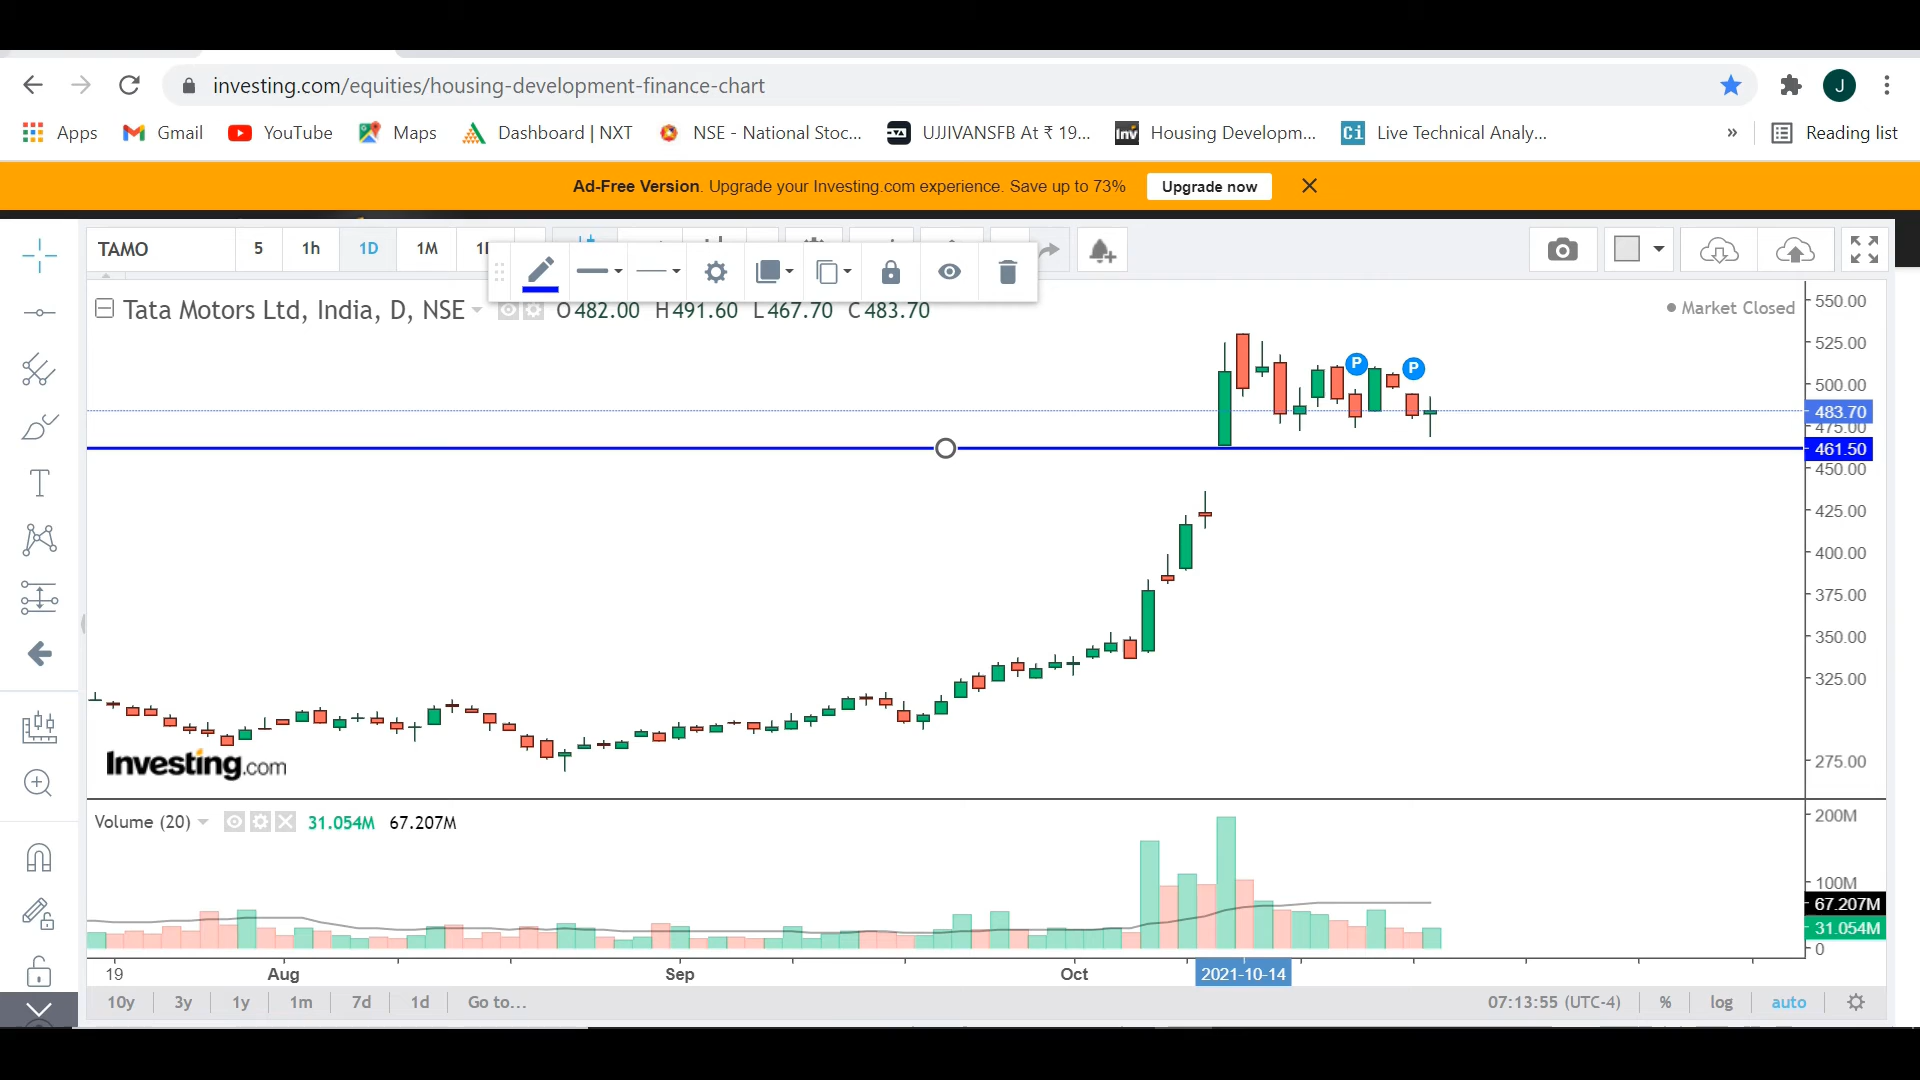 investing.com/equities/housing-development-finance-chart
J
Apps Gmail YouTube Maps Dashboard | NXT NSE - National Stoc... UJJIVANSFB At ₹ 19... Inv Housing Developm... Ci Live Technical Analy... » Reading list
Ad-Free Version. Upgrade your Investing.com experience. Save up to 73% Upgrade now
TAMO 5 1h 1D 1M
Tata Motors Ltd, India, D, NSE O 482.00 H 491.60 L 467.70 C 483.70
Market Closed
550.00
525.00
P P
500.00
483.70
475.00
461.50
450.00
425.00
400.00
375.00
350.00
325.00
275.00
T
Investing.com
Volume (20) 31.054M 67.207M
200M
100M
67.207M
31.054M
0
19 Aug Sep Oct 2021-10-14
10y 3y 1y 1m 7d 1d Go to... 07:13:55 (UTC-4) % log auto